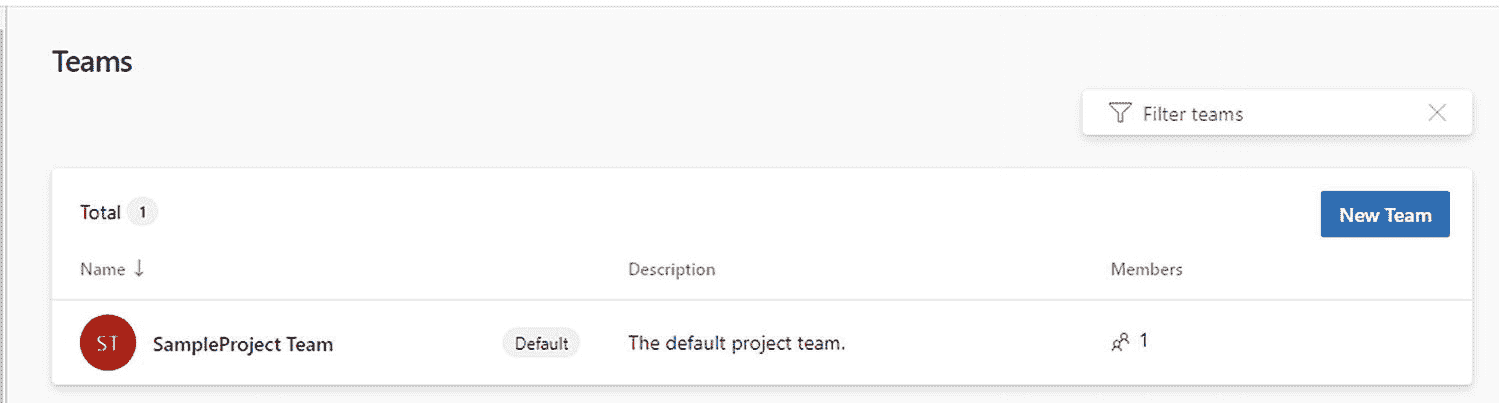 Teams
Filter teams
Total 1
New Team
Name ↓ Description Members
ST SampleProject Team Default The default project team. 1